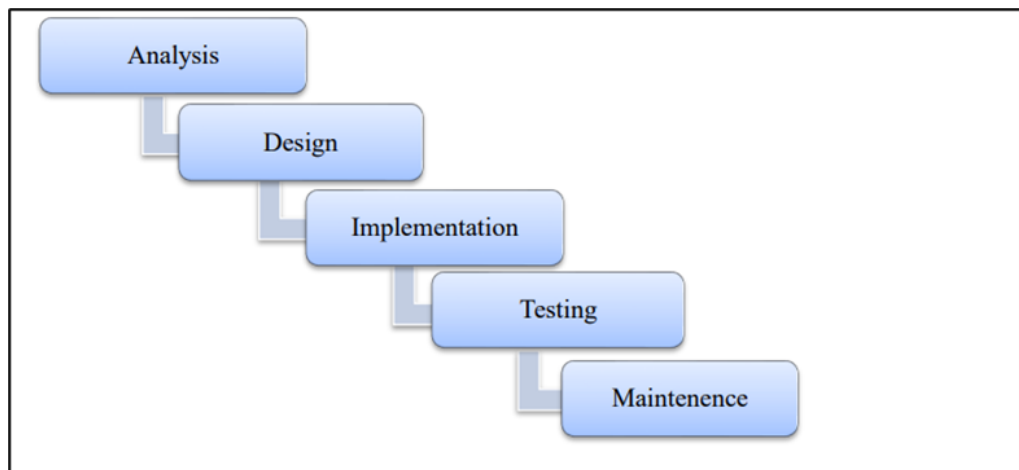 Analysis
Design
Implementation
Testing
Maintenence